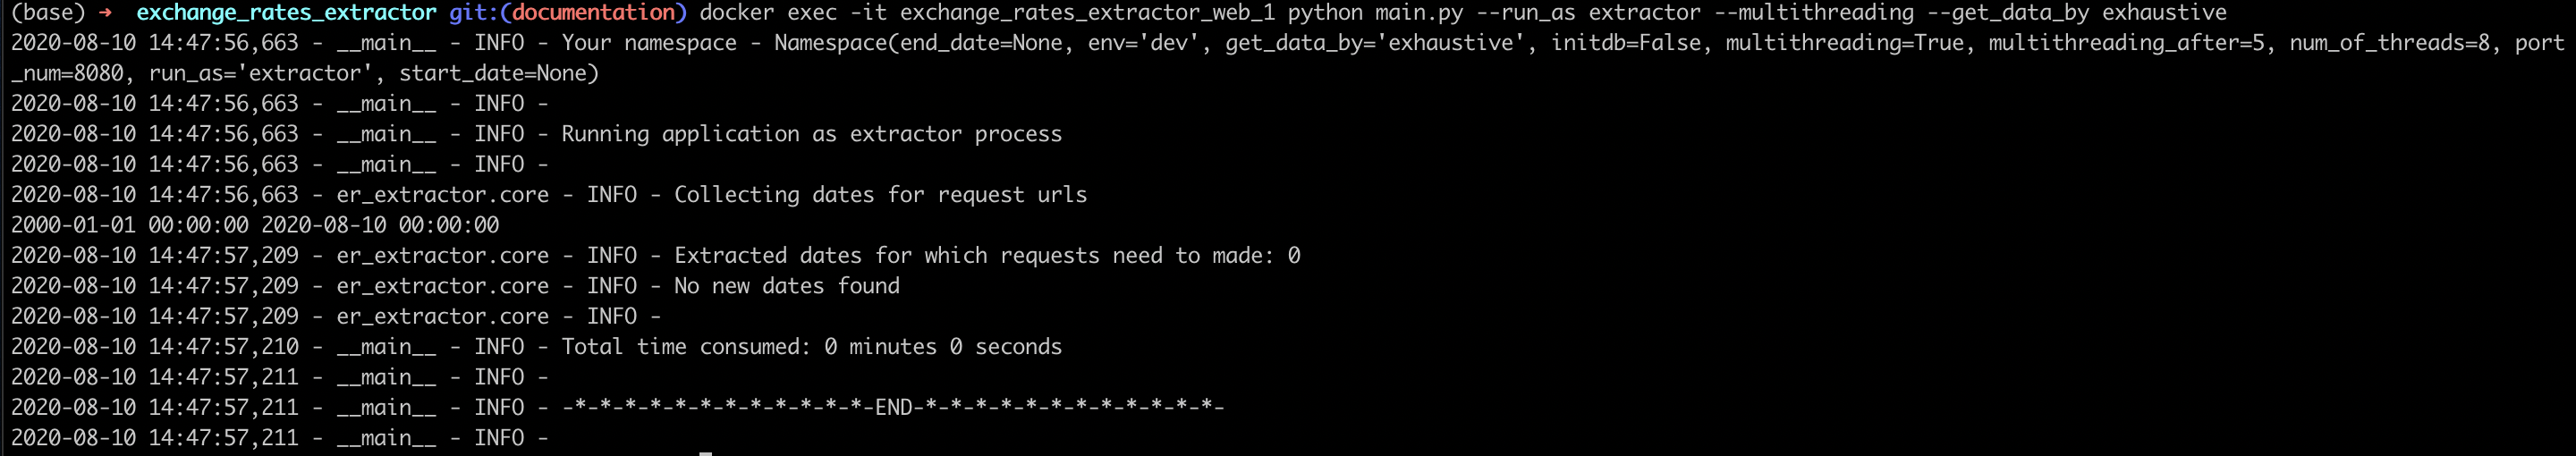 (base) ➜  exchange_rates_extractor git:(documentation) docker exec -it exchange_rates_extractor_web_1 python main.py --run_as extractor --multithreading --get_data_by exhaustive
2020-08-10 14:47:56,663 - __main__ - INFO - Your namespace - Namespace(end_date=None, env='dev', get_data_by='exhaustive', initdb=False, multithreading=True, multithreading_after=5, num_of_threads=8, port
_num=8080, run_as='extractor', start_date=None)
2020-08-10 14:47:56,663 - __main__ - INFO -
2020-08-10 14:47:56,663 - __main__ - INFO - Running application as extractor process
2020-08-10 14:47:56,663 - __main__ - INFO -
2020-08-10 14:47:56,663 - er_extractor.core - INFO - Collecting dates for request urls
2000-01-01 00:00:00 2020-08-10 00:00:00
2020-08-10 14:47:57,209 - er_extractor.core - INFO - Extracted dates for which requests need to made: 0
2020-08-10 14:47:57,209 - er_extractor.core - INFO - No new dates found
2020-08-10 14:47:57,209 - er_extractor.core - INFO -
2020-08-10 14:47:57,210 - __main__ - INFO - Total time consumed: 0 minutes 0 seconds
2020-08-10 14:47:57,211 - __main__ - INFO -
2020-08-10 14:47:57,211 - __main__ - INFO - -*-*-*-*-*-*-*-*-*-*-*-*-END-*-*-*-*-*-*-*-*-*-*-*-*-
2020-08-10 14:47:57,211 - __main__ - INFO -